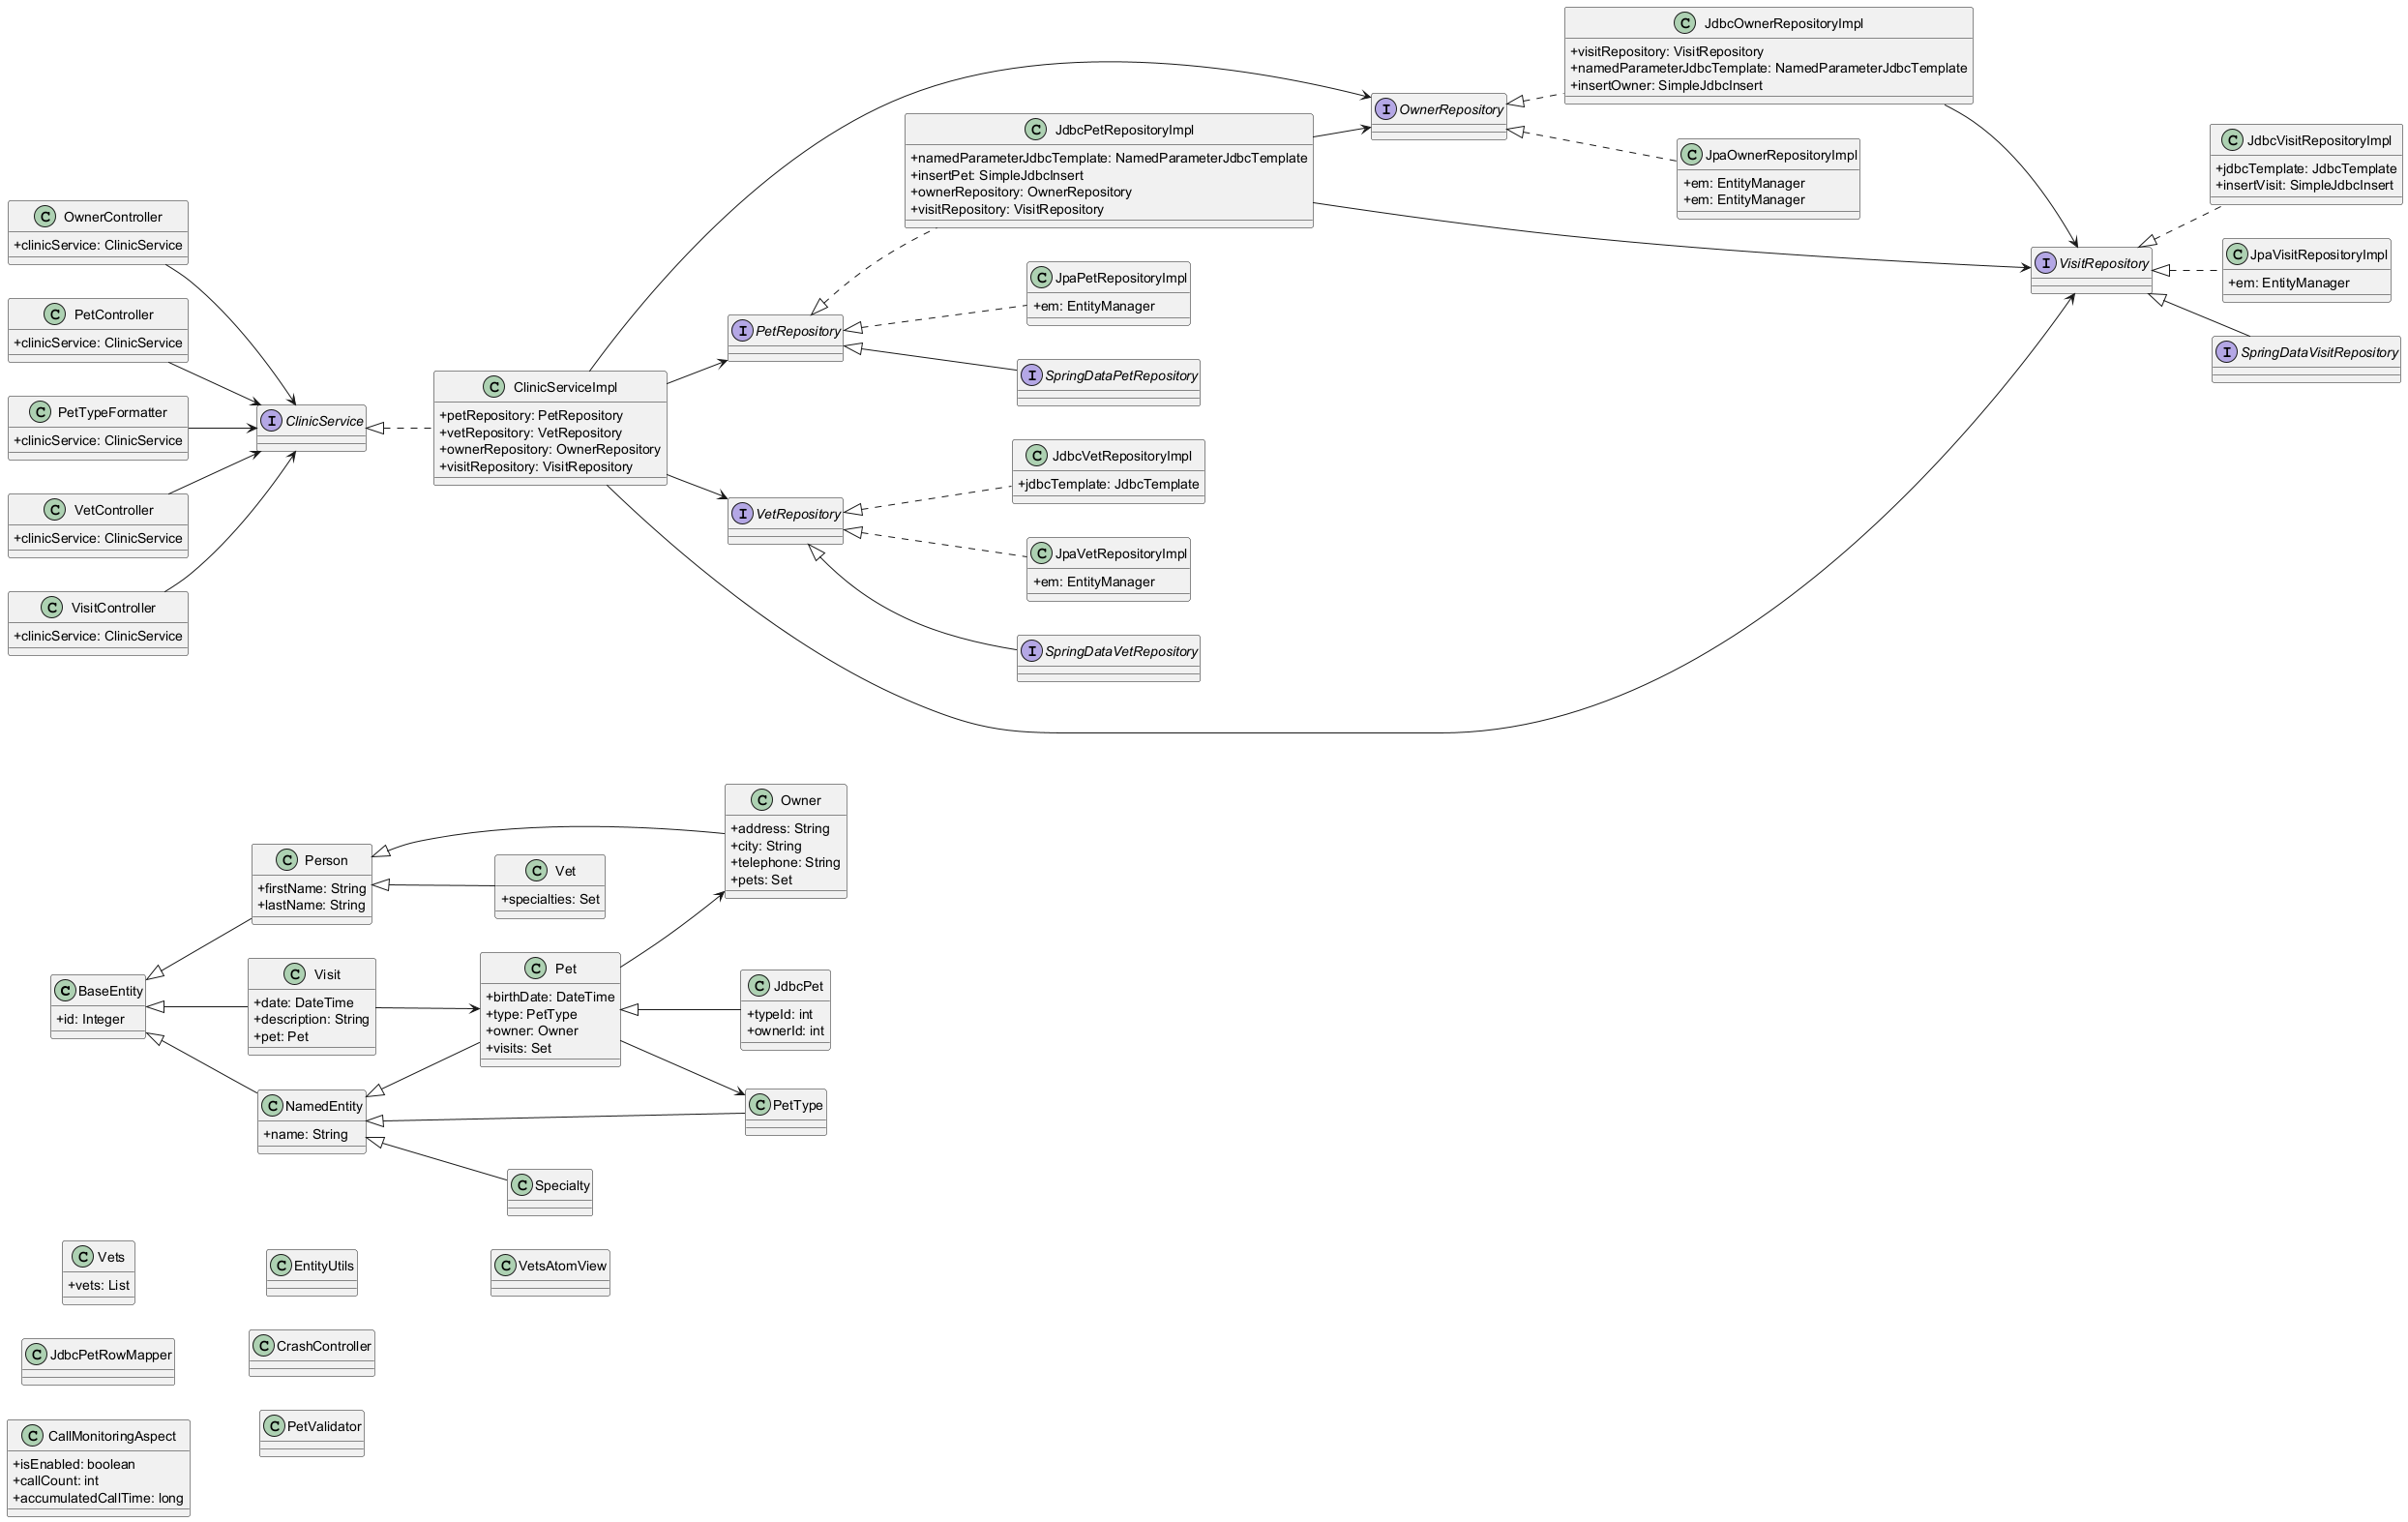 C JdbcOwnerRepositoryImpl
+visitRepository: VisitRepository
+namedParameterJdbcTemplate: NamedParameterJdbcTemplate
+insertOwner: SimpleJdbcInsert
I OwnerRepository
C JdbcPetRepositoryImpl
+namedParameterJdbcTemplate: NamedParameterJdbcTemplate
+insertPet: SimpleJdbcInsert
+ownerRepository: OwnerRepository
+visitRepository: VisitRepository
C JpaOwnerRepositoryImpl
+em: EntityManager
+em: EntityManager
C JdbcVisitRepositoryImpl
+jdbcTemplate: JdbcTemplate
+insertVisit: SimpleJdbcInsert
I VisitRepository
C JpaVisitRepositoryImpl
+em: EntityManager
I SpringDataVisitRepository
C OwnerController
+clinicService: ClinicService
C PetController
+clinicService: ClinicService
C PetTypeFormatter
+clinicService: ClinicService
C VetController
+clinicService: ClinicService
C VisitController
+clinicService: ClinicService
I ClinicService
C ClinicServiceImpl
+petRepository: PetRepository
+vetRepository: VetRepository
+ownerRepository: OwnerRepository
+visitRepository: VisitRepository
I PetRepository
C JpaPetRepositoryImpl
+em: EntityManager
I SpringDataPetRepository
I VetRepository
C JdbcVetRepositoryImpl
+jdbcTemplate: JdbcTemplate
C JpaVetRepositoryImpl
+em: EntityManager
I SpringDataVetRepository
C Owner
+address: String
+city: String
+telephone: String
+pets: Set
C Person
+firstName: String
+lastName: String
C Vet
+specialties: Set
C BaseEntity
+id: Integer
C Visit
+date: DateTime
+description: String
+pet: Pet
C Pet
+birthDate: DateTime
+type: PetType
+owner: Owner
+visits: Set
C JdbcPet
+typeId: int
+ownerId: int
C NamedEntity
+name: String
C PetType
C Specialty
C Vets
+vets: List
C EntityUtils
C VetsAtomView
C JdbcPetRowMapper
C CrashController
C CallMonitoringAspect
+isEnabled: boolean
+callCount: int
+accumulatedCallTime: long
C PetValidator